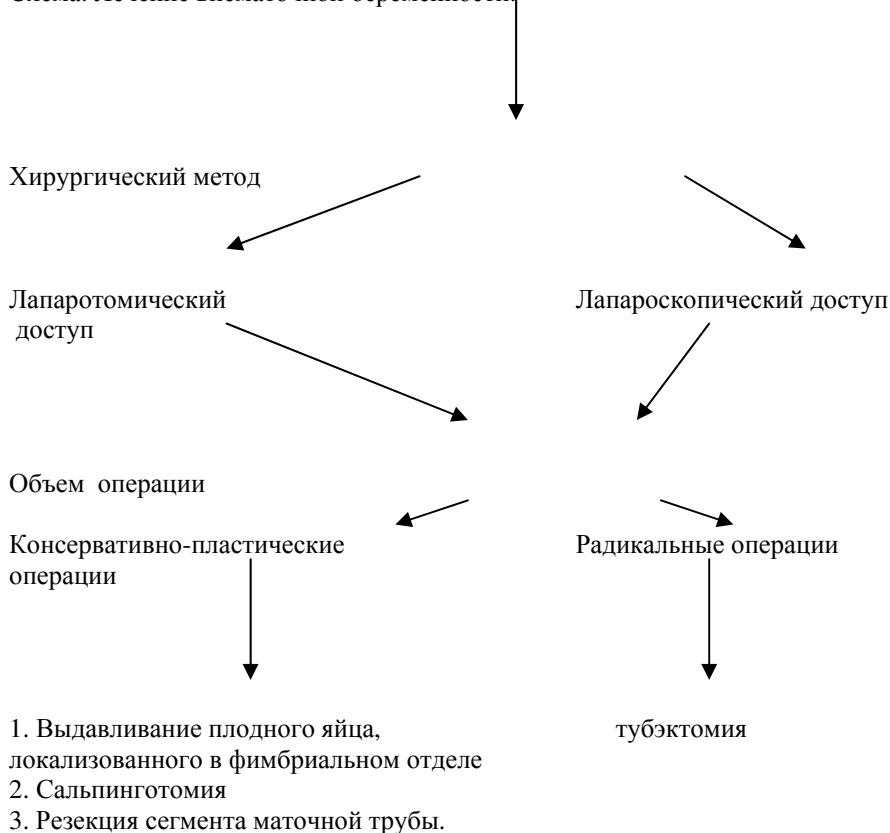 Хирургический метод
Лапаротомический Лапароскопический доступ
доступ
Объем операции
Консервативно-пластические Радикальные операции
операции
1. Выдавливание плодного яйца, тубэктомия
локализованного в фимбриальном отделе
2. Сальпинготомия
3. Резекция сегмента маточной трубы.